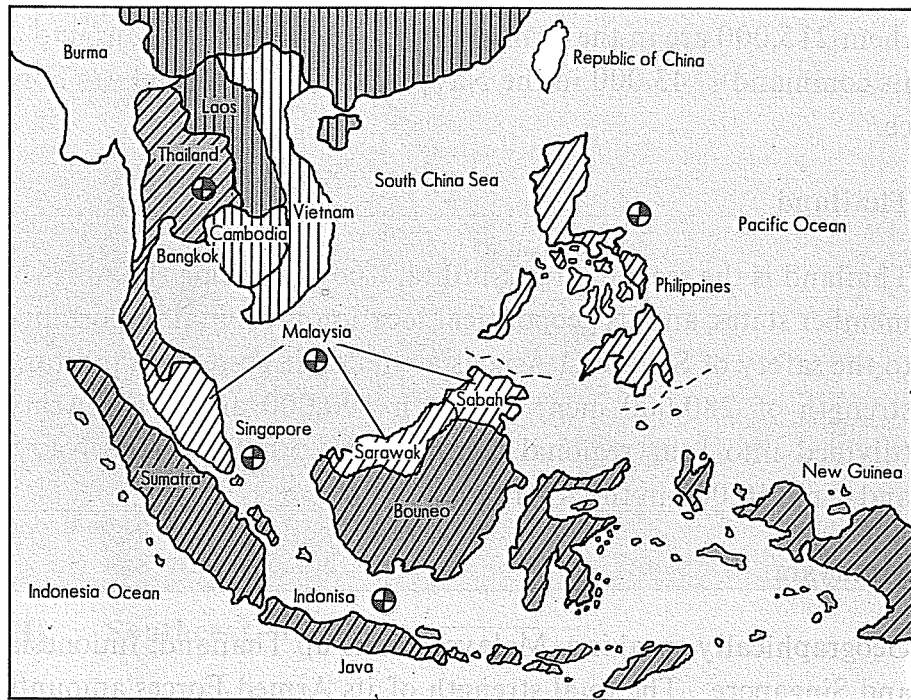 Burma
Republic of China
Laos
Thailand
South China Sea
Vietnam
Pacific Ocean
Cambodia
Bangkok
Philippines
Malaysia
Sabah
Singapore
Sarawak
Sumatra
New Guinea
Bouneo
Indonesia Ocean
Indonisa
Java